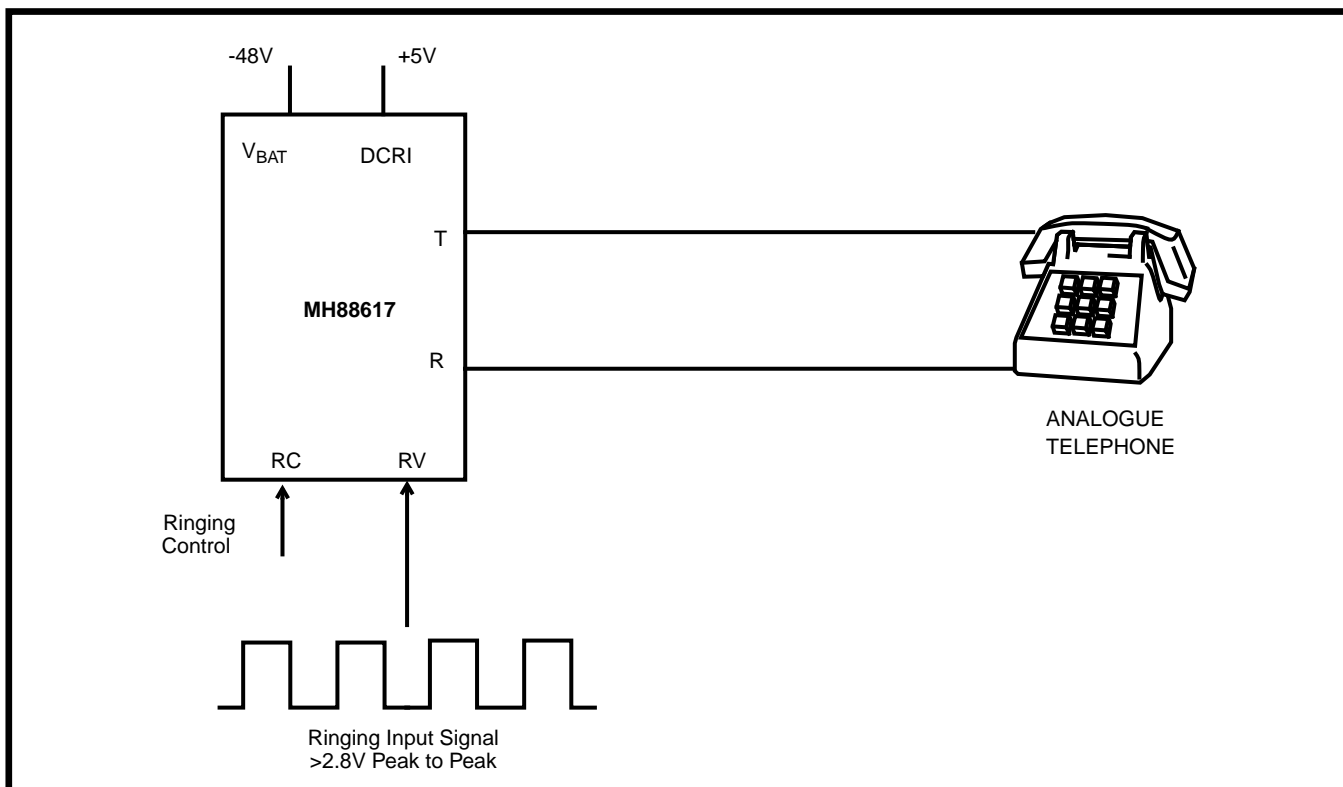 -48V
+5V
VBAT
DCRI
T
MH88617
R
RC
RV
ANALOGUE
TELEPHONE
Ringing
Control
Ringing Input Signal
>2.8V Peak to Peak